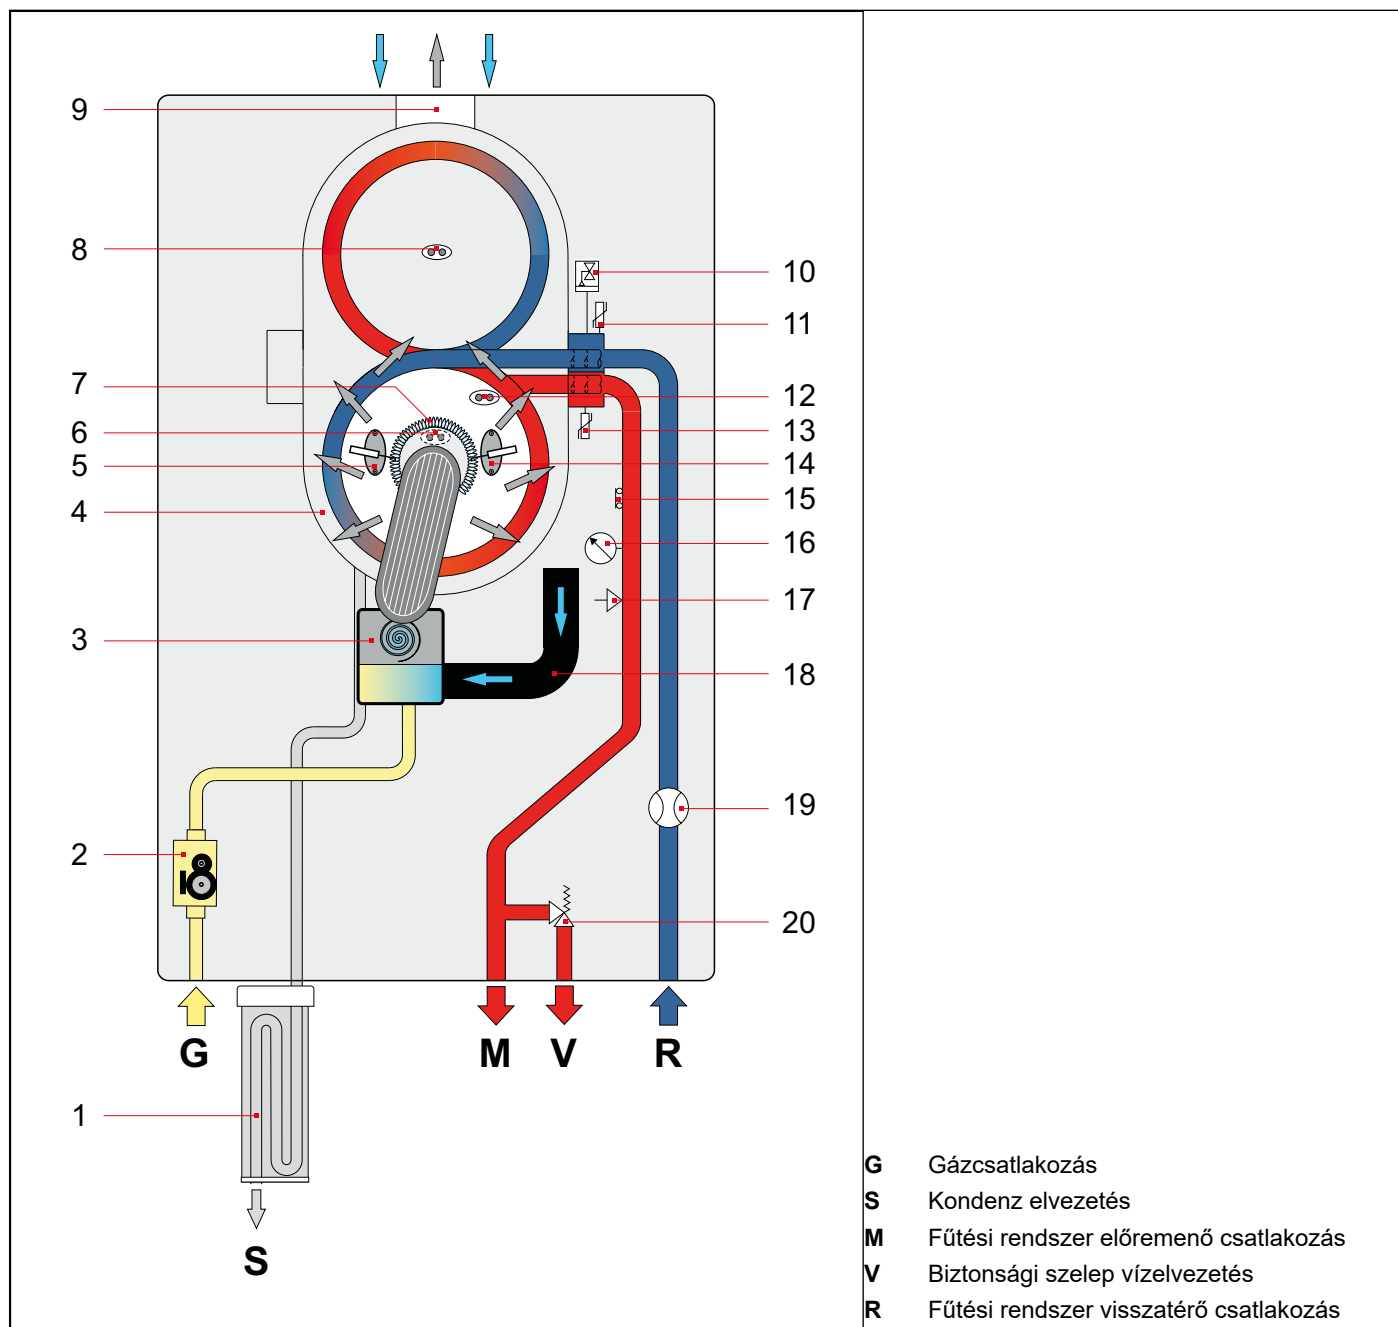 9
8
10
11
7
12
6
13
5
14
4
15
16
17
3
18
19
2
20
G
M
V
R
1
S
G Gázcsatlakozás
S Kondenz elvezetés
M Fűtési rendszer előremenő csatlakozás
V Biztonsági szelep vízelvezetés
R Fűtési rendszer visszatérő csatlakozás